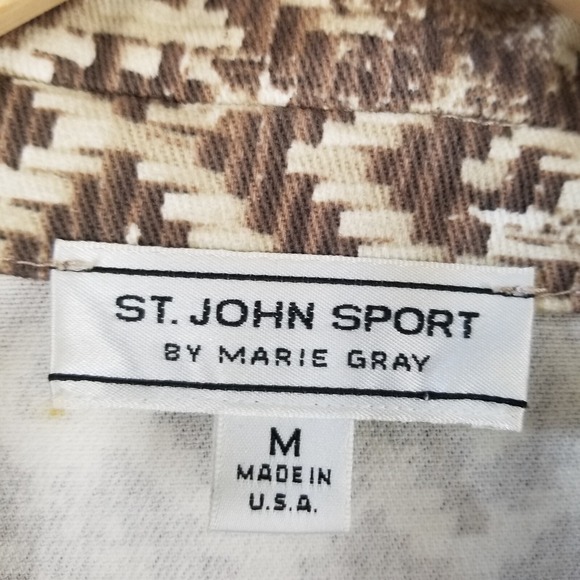 ST. JOHN SPORT
BY MARIE GRAY
M
MADE IN
U.S.A.